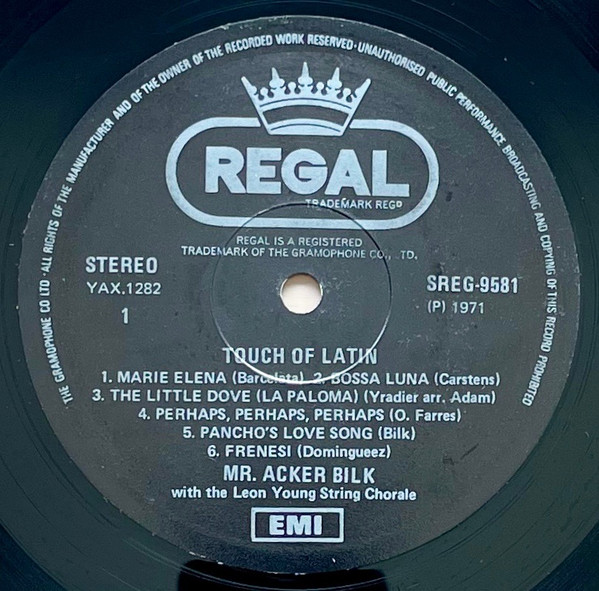 THE GRAMOPHONE CO LTD · ALL RIGHTS OF THE MANUFACTURER AND OF THE OWNER OF THE RECORDED WORK RESERVED · UNAUTHORISED PUBLIC PERFORMANCE BROADCASTING AND COPYING OF THIS RECORD PROHIBITED
REGAL
TRADEMARK REGD
REGAL IS A REGISTERED
TRADEMARK OF THE GRAMOPHONE CO., TD.
STEREO
YAX.1282
1
SREG-9581
(P) 1971
TOUCH OF LATIN
1. MARIE ELENA (Barcelata) 2. BOSSA LUNA (Carstens)
3. THE LITTLE DOVE (LA PALOMA) (Yradier arr. Adam)
4. PERHAPS, PERHAPS, PERHAPS (O. Farres)
5. PANCHO'S LOVE SONG (Bilk)
6. FRENESI (Domingueez)
MR. ACKER BILK
with the Leon Young String Chorale
EMI